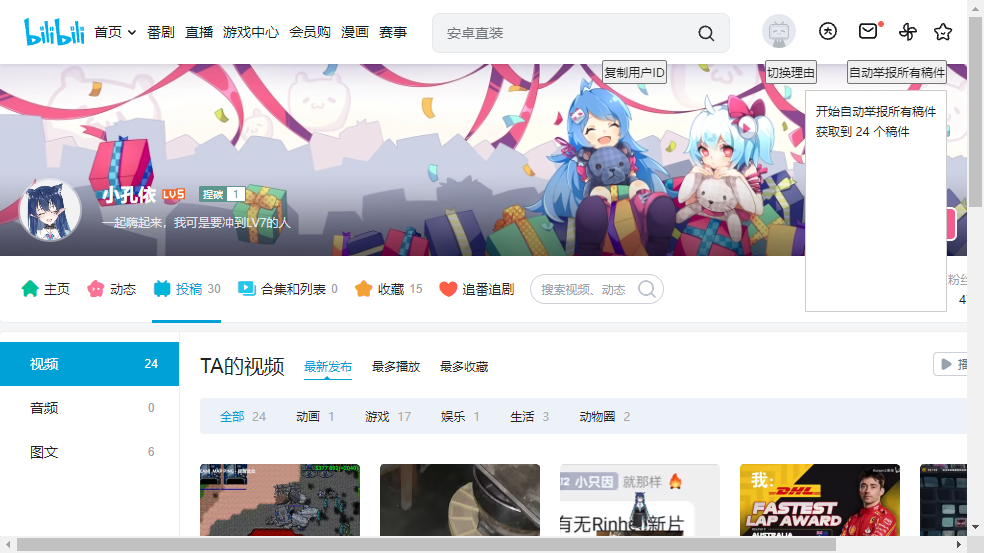 bilibili 首页 番剧 直播 游戏中心 会员购 漫画 赛事 安卓直装
复制用户ID 切换理由 自动举报所有稿件
开始自动举报所有稿件
获取到 24 个稿件
小孔依 LV5 捏碳 1
一起嗨起来，我可是要冲到LV7的人
主页 动态 投稿 30 合集和列表 0 收藏 15 追番追剧 搜索视频、动态 粉丝
视频 24
音频 0
图文 6
TA的视频 最新发布 最多播放 最多收藏 播
全部 24 动画 1 游戏 17 娱乐 1 生活 3 动物圈 2
小只因 就那样
有无Rinhell新片
我：
DHL
FASTEST
LAP AWARD
AUSTRALIA